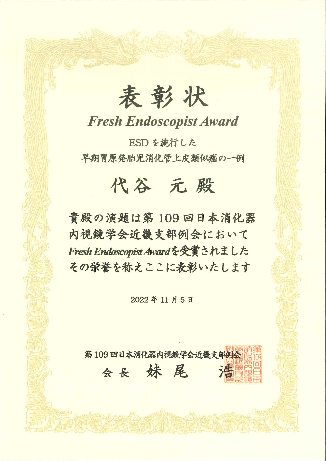 表彰状
Fresh Endoscopist Award
ESD を施行した
早期胃原発胎児消化管上皮類似癌の一例
代谷 元 殿
貴殿の演題は第 109 回日本消化器
内視鏡学会近畿支部例会において
Fresh Endoscopist Awardを受賞されました
その栄誉を称えここに表彰いたします
2022年11月5日
第109回日本消化器内視鏡学会近畿支部例会
会長 妹尾 浩